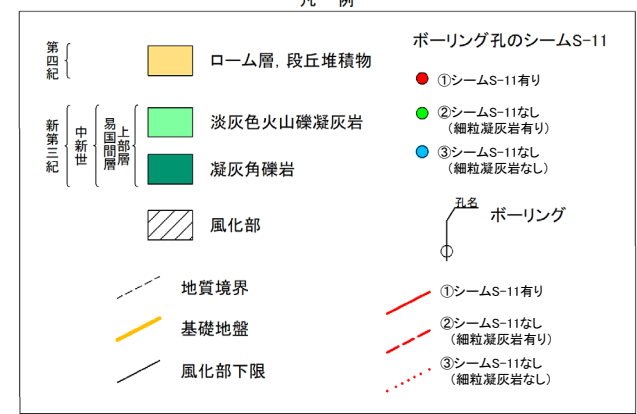 凡 例
第四紀
ローム層，段丘堆積物
新第三紀
中新世
易国間層
上部層
淡灰色火山礫凝灰岩
凝灰角礫岩
風化部
地質境界
基礎地盤
風化部下限
ボーリング孔のシームS-11
①シームS-11有り
②シームS-11なし
（細粒凝灰岩有り）
③シームS-11なし
（細粒凝灰岩なし）
孔名
ボーリング
①シームS-11有り
②シームS-11なし
（細粒凝灰岩有り）
③シームS-11なし
（細粒凝灰岩なし）